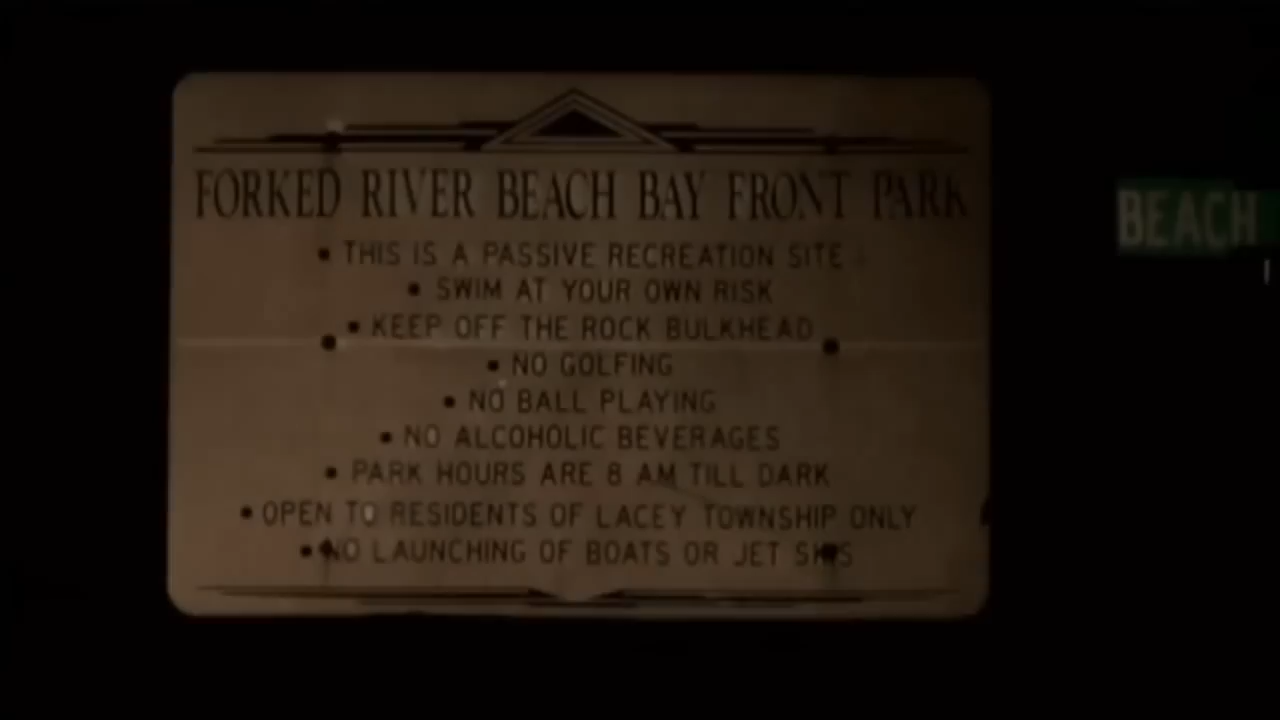 FORKED RIVER BEACH BAY FRONT PARK
• THIS IS A PASSIVE RECREATION SITE
• SWIM AT YOUR OWN RISK
• KEEP OFF THE ROCK BULKHEAD
• NO GOLFING
• NO BALL PLAYING
• NO ALCOHOLIC BEVERAGES
• PARK HOURS ARE 8 AM TILL DARK
• OPEN TO RESIDENTS OF LACEY TOWNSHIP ONLY
• NO LAUNCHING OF BOATS OR JET SKIS
BEACH